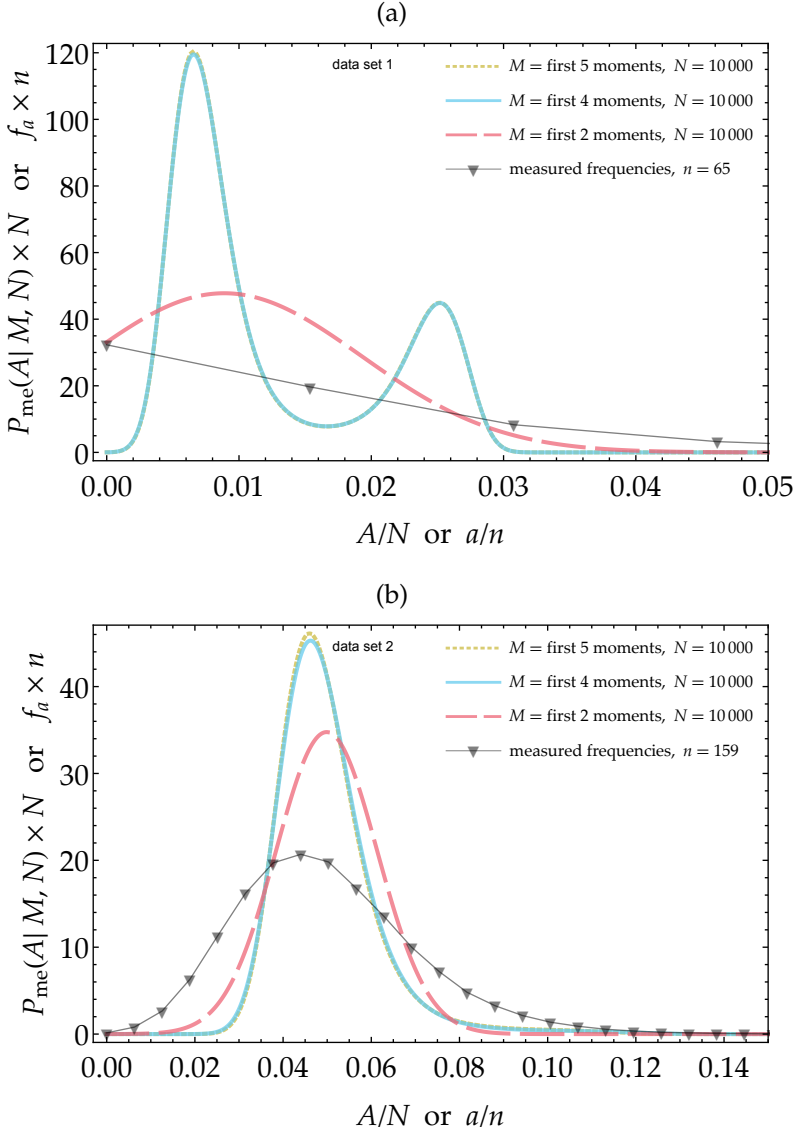 (a)
data set 1
M = first 5 moments, N = 10 000
M = first 4 moments, N = 10 000
M = first 2 moments, N = 10 000
measured frequencies, n = 65
P_me(A| M, N) × N or f_a × n
120
100
80
60
40
20
0
0.00 0.01 0.02 0.03 0.04 0.05
A/N or a/n
(b)
data set 2
M = first 5 moments, N = 10 000
M = first 4 moments, N = 10 000
M = first 2 moments, N = 10 000
measured frequencies, n = 159
P_me(A| M, N) × N or f_a × n
40
30
20
10
0
0.00 0.02 0.04 0.06 0.08 0.10 0.12 0.14
A/N or a/n